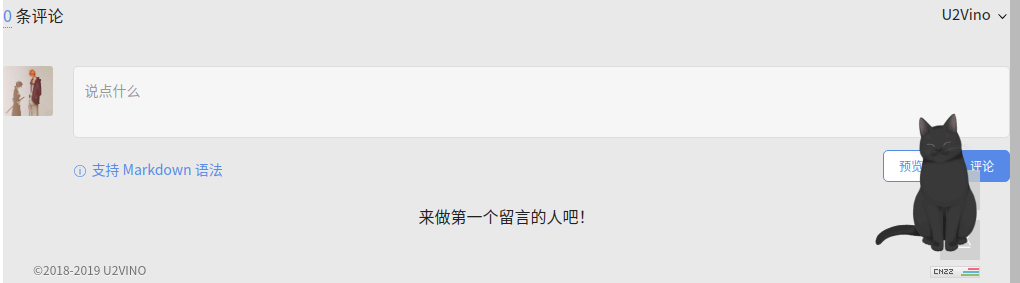 0 条评论
U2Vino
说点什么
支持 Markdown 语法
预览
评论
来做第一个留言的人吧！
©2018-2019 U2VINO
CNZZ